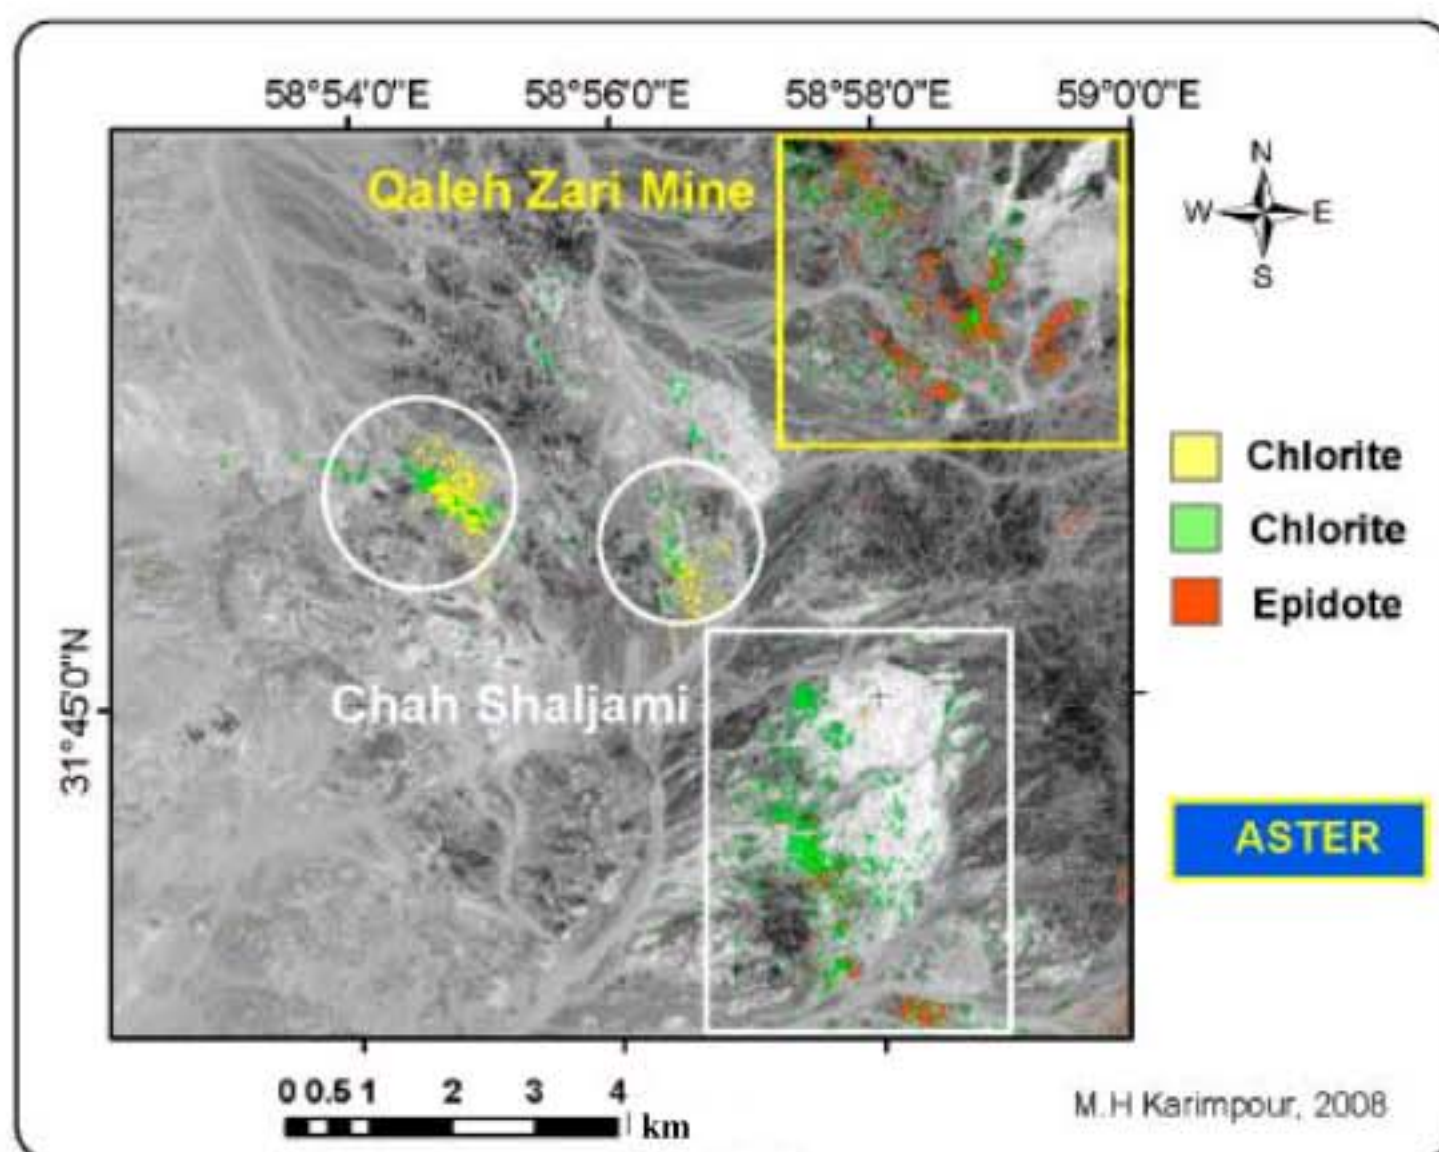 58°54'0"E 58°56'0"E 58°58'0"E 59°0'0"E
N
W E
S
Qaleh Zari Mine
Chlorite
Chlorite
Epidote
31°45'0"N
Chah Shaljami
ASTER
0 0.5 1 2 3 4
km
M.H Karimpour, 2008